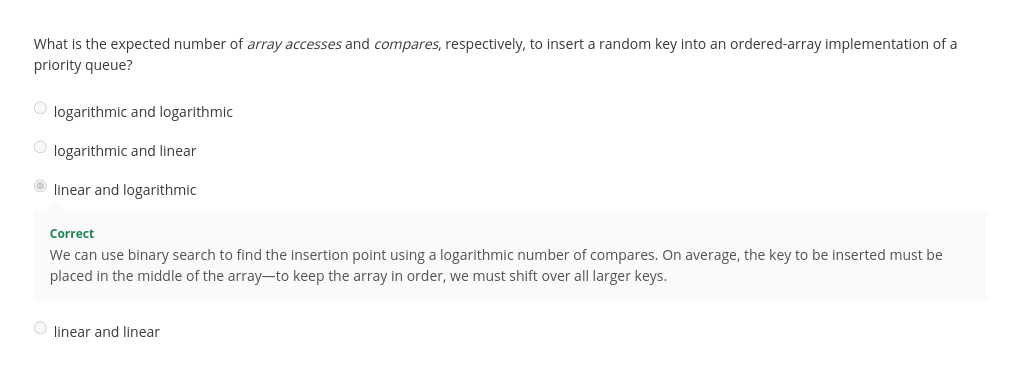 What is the expected number of array accesses and compares, respectively, to insert a random key into an ordered-array implementation of a
priority queue?
logarithmic and logarithmic
logarithmic and linear
linear and logarithmic
Correct
We can use binary search to find the insertion point using a logarithmic number of compares. On average, the key to be inserted must be
placed in the middle of the array—to keep the array in order, we must shift over all larger keys.
linear and linear